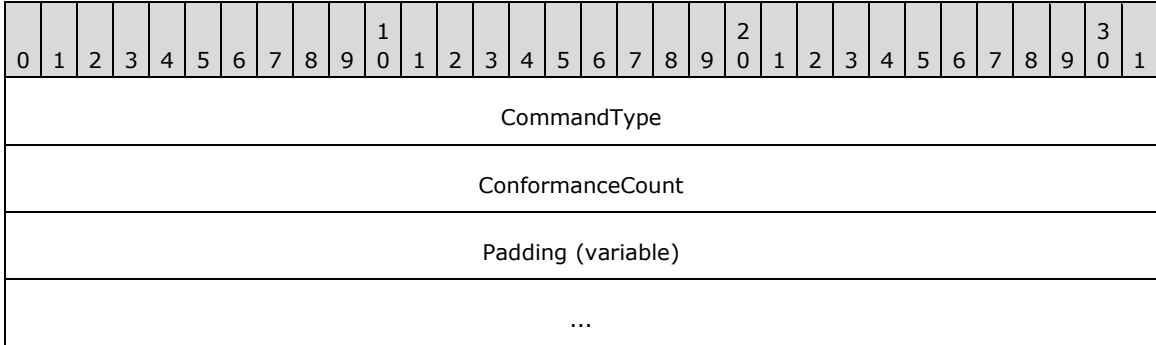 1 2 3
0 1 2 3 4 5 6 7 8 9 0 1 2 3 4 5 6 7 8 9 0 1 2 3 4 5 6 7 8 9 0 1
CommandType
ConformanceCount
Padding (variable)
...